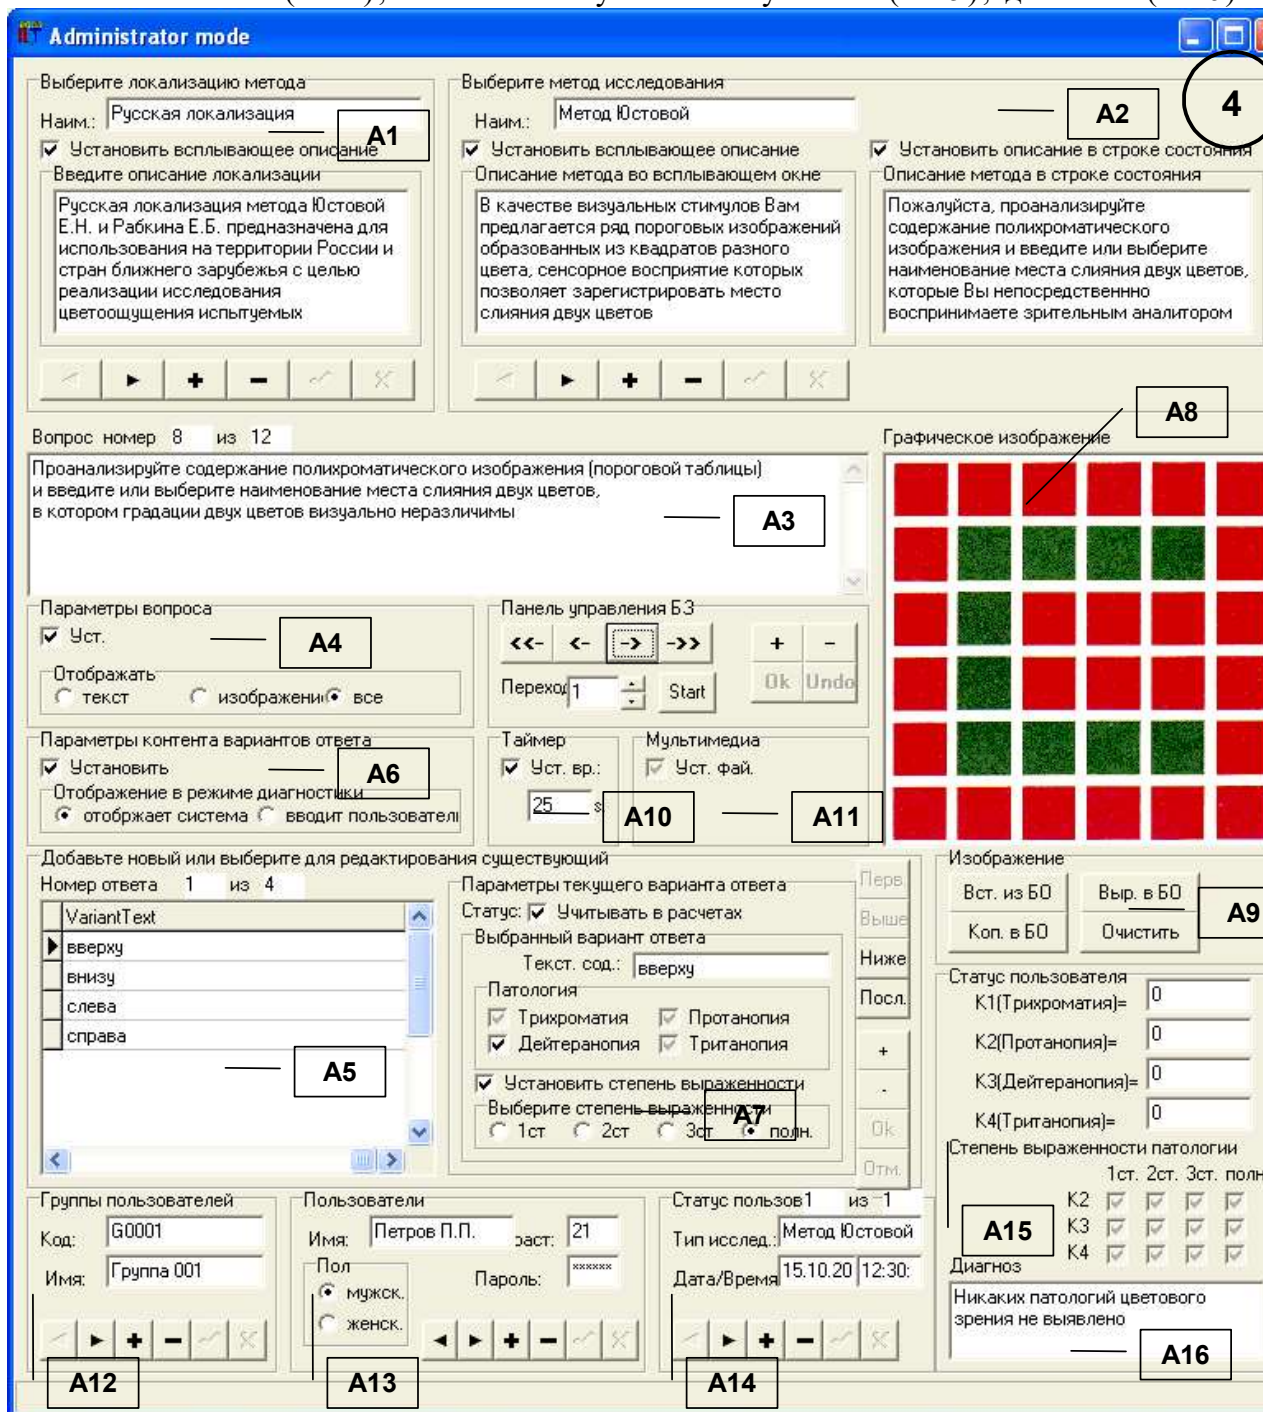 Administrator mode
4
Выберите локализацию метода
Наим.: Русская локализация
A1
Установить всплывающее описание
Введите описание локализации
Русская локализация метода Юстовой
Е.Н. и Рабкина Е.Б. предназначена для
использования на территории России и
стран ближнего зарубежья с целью
реализации исследования
цветоощущения испытуемых
Выберите метод исследования
Наим.: Метод Юстовой
A2
Установить всплывающее описание
Описание метода во всплывающем окне
В качестве визуальных стимулов Вам
предлагается ряд пороговых изображений
образованных из квадратов разного
цвета, сенсорное восприятие которых
позволяет зарегистрировать место
слияния двух цветов
Установить описание в строке состояния
Описание метода в строке состояния
Пожалуйста, проанализируйте
содержание полихроматического
изображения и введите или выберите
наименование места слияния двух цветов,
которые Вы непосредственнно
воспринимаете зрительным аналитором
Вопрос номер 8 из 12
Проанализируйте содержание полихроматического изображения (пороговой таблицы)
и введите или выберите наименование места слияния двух цветов,
в котором градации двух цветов визуально неразличимы
A3
Графическое изображение
A8
Параметры вопроса
Уст.
A4
Отображать
текст изображени все
Панель управления БЗ
<<- <- -> ->> + -
Переход 1 Start Ok Undo
Параметры контента вариантов ответа
Установить
A6
Отображение в режиме диагностики
отобржает система вводит пользовател
Таймер
Уст. вр.:
25 s
A10
Мультимедиа
Уст. фай.
A11
Добавьте новый или выберите для редактирования существующий
Номер ответа 1 из 4
VariantText
вверху
внизу
слева
справа
A5
Параметры текущего варианта ответа
Статус: Учитывать в расчетах
Выбранный вариант ответа
Текст. сод.: вверху
Патология
Трихроматия Протанопия
Дейтеранопия Тританопия
Установить степень выраженности
Выберите степень выраженности
A7
1ст 2ст 3ст полн.
Перв.
Выше
Ниже
Посл.
+
-
Ok
Отм.
Изображение
Вст. из БО Выр. в БО
Коп. в БО Очистить
A9
Статус пользователя
К1(Трихроматия)= 0
К2(Протанопия)= 0
К3(Дейтеранопия)= 0
К4(Тританопия)= 0
Степень выраженности патологии
1ст. 2ст. 3ст. полн
К2
К3
К4
A15
Диагноз
Никаких патологий цветового
зрения не выявлено
A16
Группы пользователей
Код: G0001
Имя: Группа 001
A12
Пользователи
Имя: Петров П.П. раст: 21
Пол
мужск.
женск.
Пароль: ××××××
A13
Статус польз 1 из 1
Тип исслед.: Метод Юстовой
Дата/Время 15.10.20 12:30:
A14